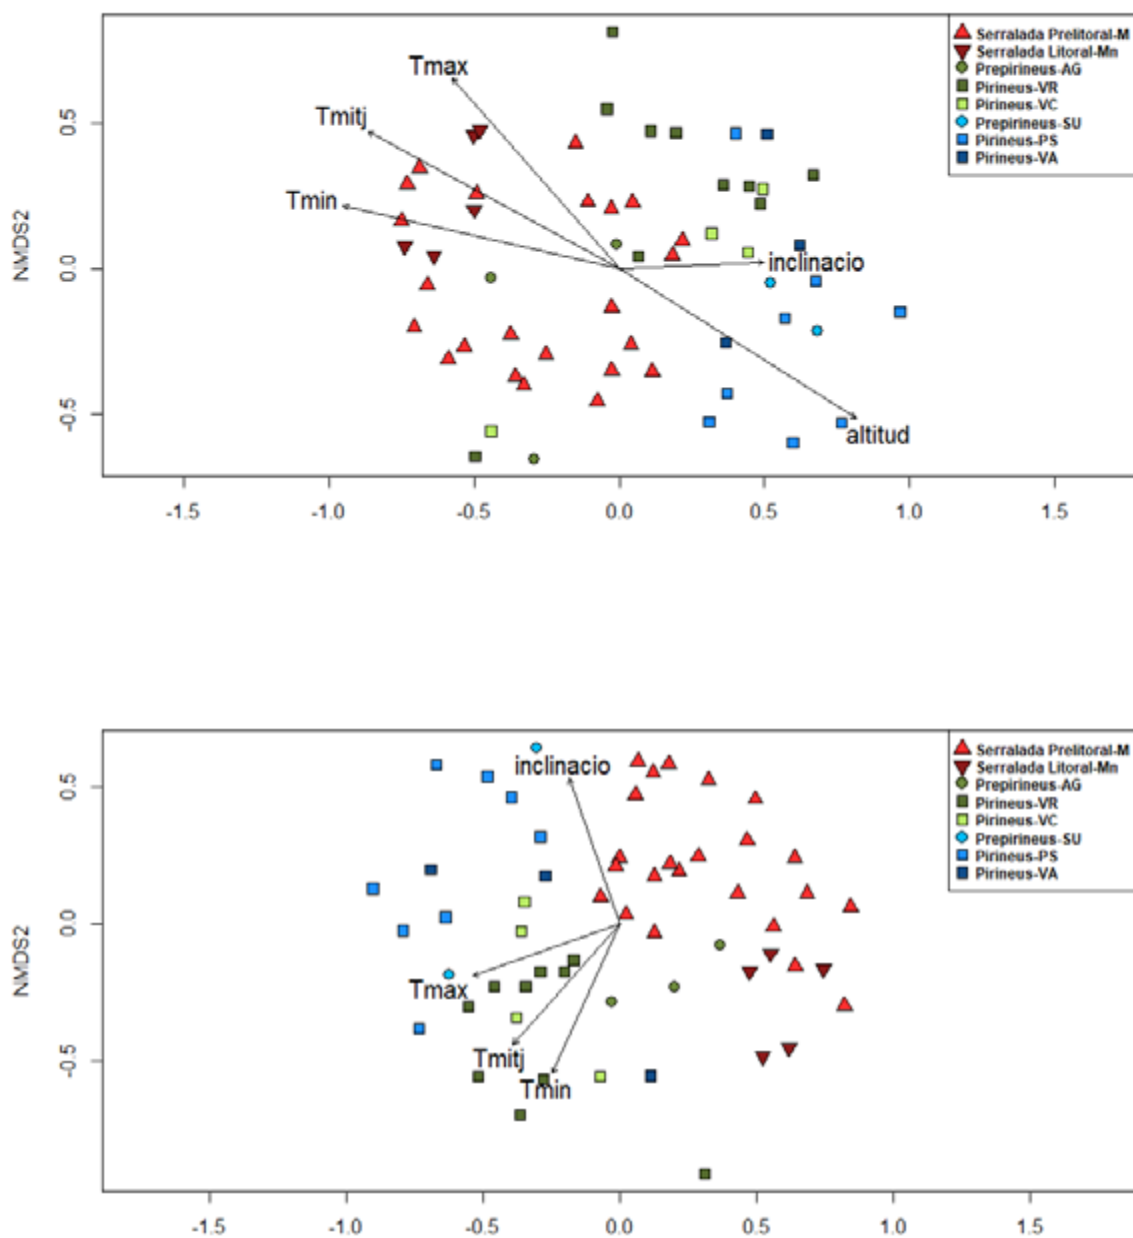 Serralada Prelitoral-M
Serralada Litoral-Mn
Prepirineus-AG
Pirineus-VR
Pirineus-VC
Prepirineus-SU
Pirineus-PS
Pirineus-VA
Tmax
Tmitj
Tmin
inclinacio
altitud
NMDS2
0.5
0.0
-0.5
-1.5 -1.0 -0.5 0.0 0.5 1.0 1.5
Serralada Prelitoral-M
Serralada Litoral-Mn
Prepirineus-AG
Pirineus-VR
Pirineus-VC
Prepirineus-SU
Pirineus-PS
Pirineus-VA
inclinacio
Tmax
Tmitj
Tmin
NMDS2
0.5
0.0
-0.5
-1.5 -1.0 -0.5 0.0 0.5 1.0 1.5